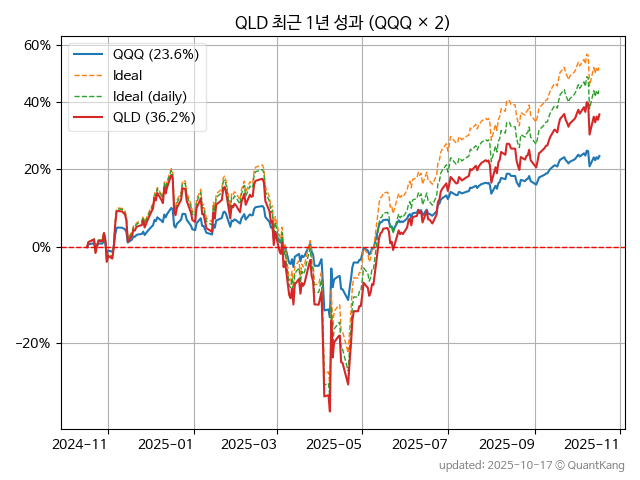 QLD 최근 1년 성과 (QQQ × 2)
60%
40%
20%
0%
−20%
QQQ (23.6%)
Ideal
Ideal (daily)
QLD (36.2%)
2024-11
2025-01
2025-03
2025-05
2025-07
2025-09
2025-11
updated: 2025-10-17 © QuantKang